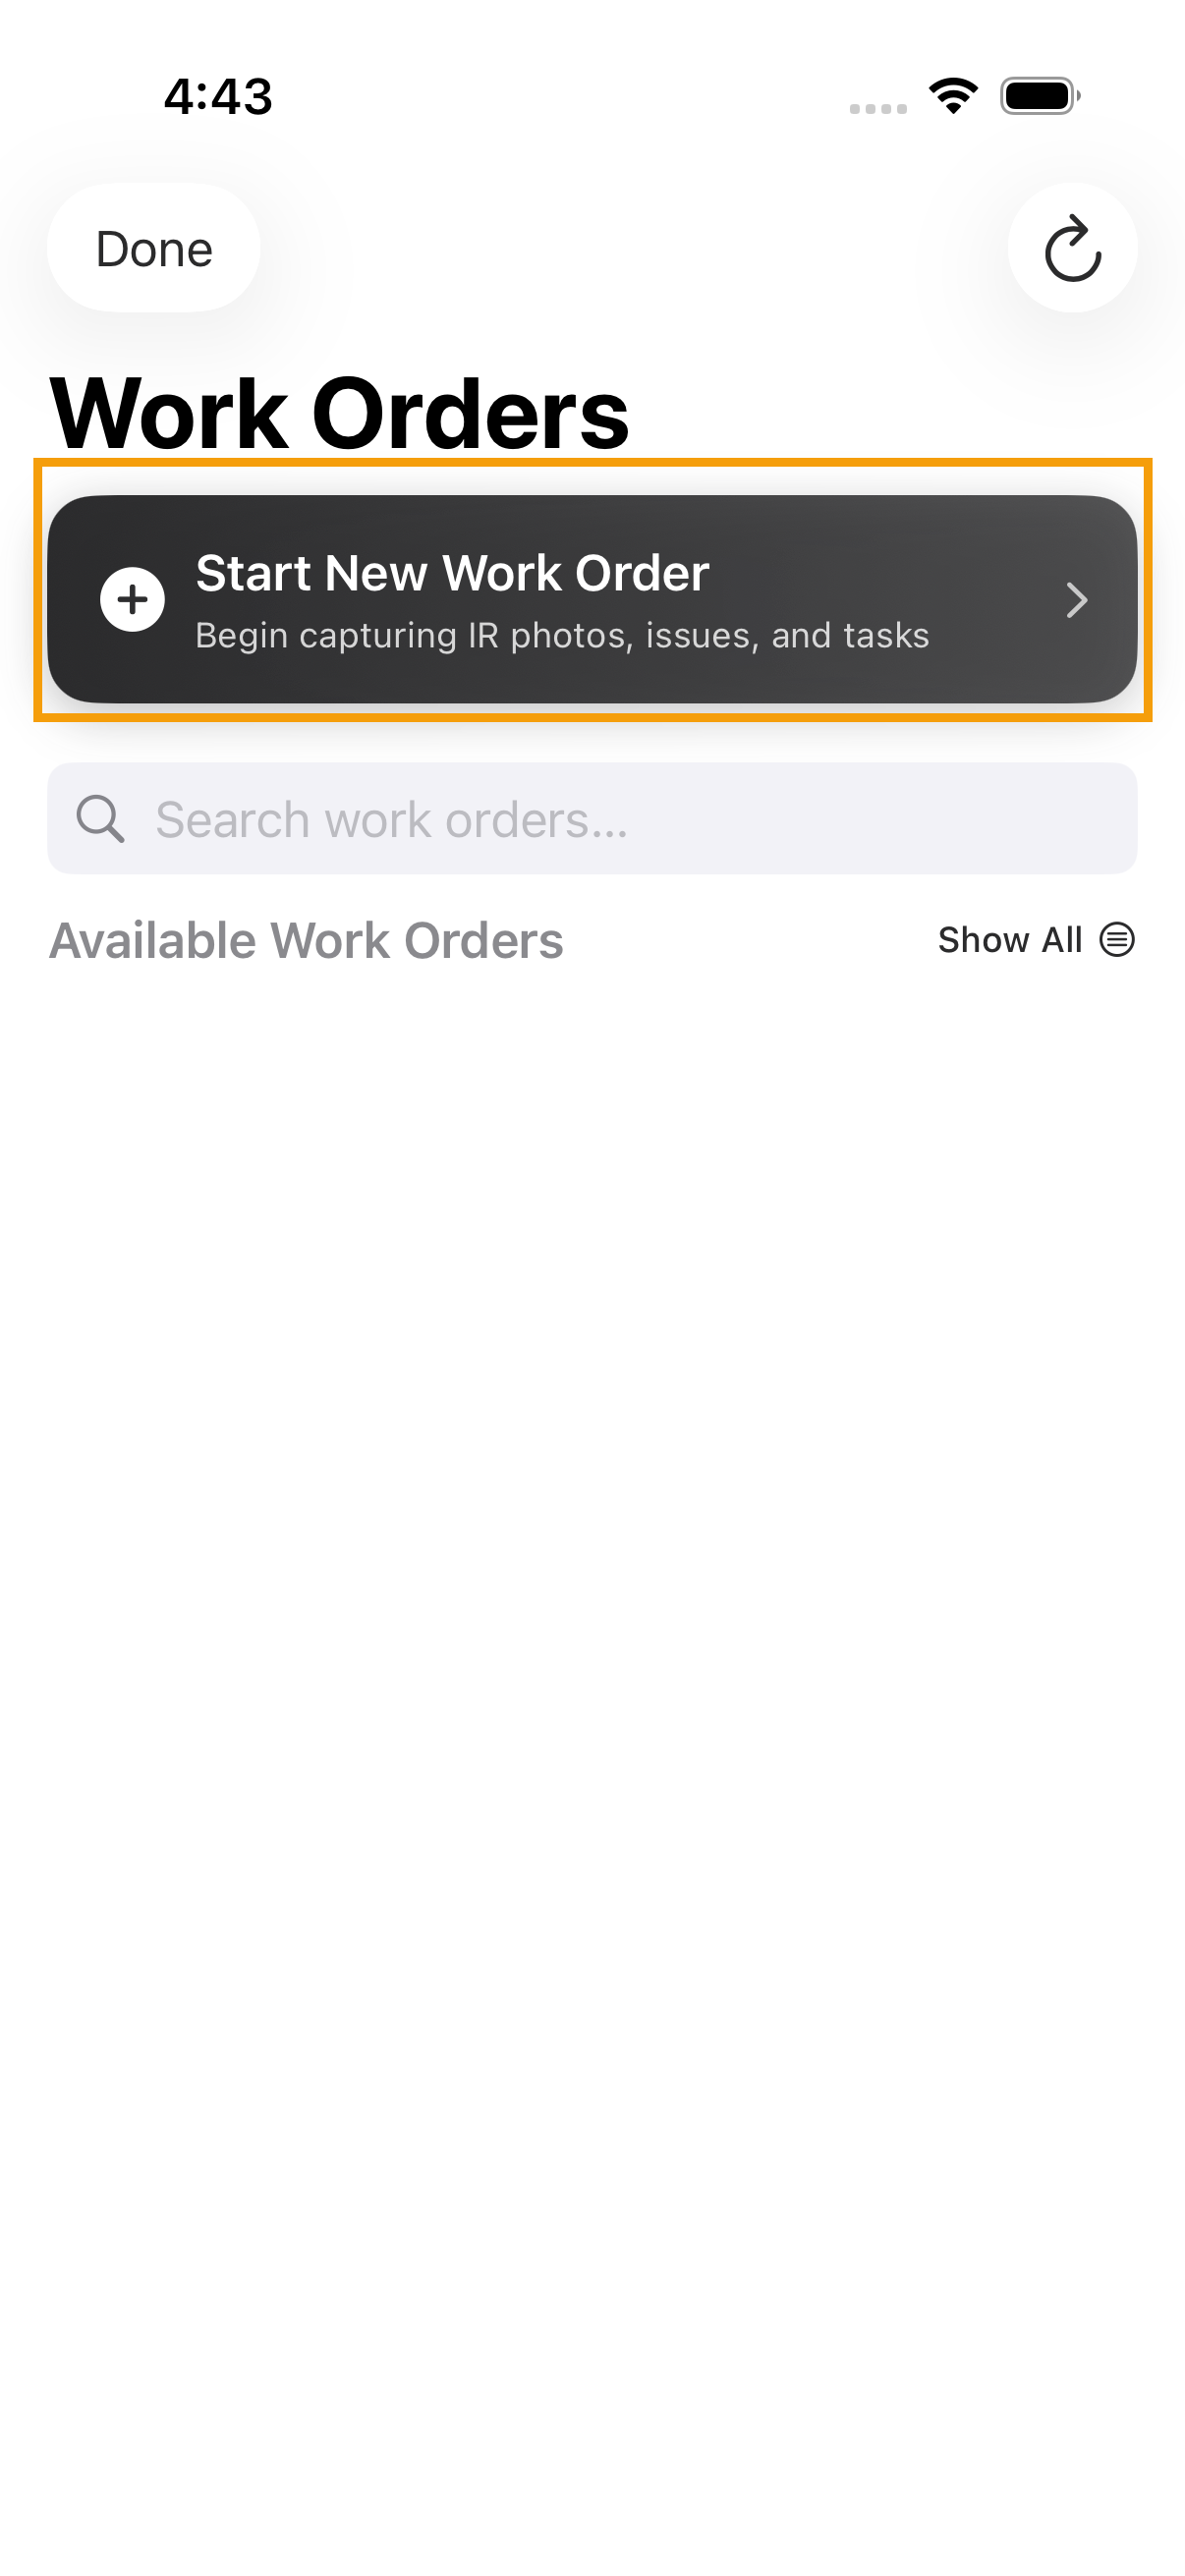 4:43
Done
Work Orders
Start New Work Order
Begin capturing IR photos, issues, and tasks
Search work orders...
Available Work Orders
Show All